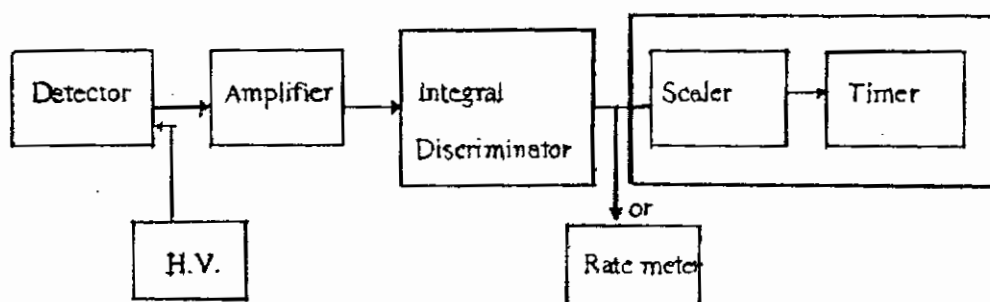 Detector
Amplifier
Integral
Discriminator
Scaler
Timer
or
H.V.
Rate meter